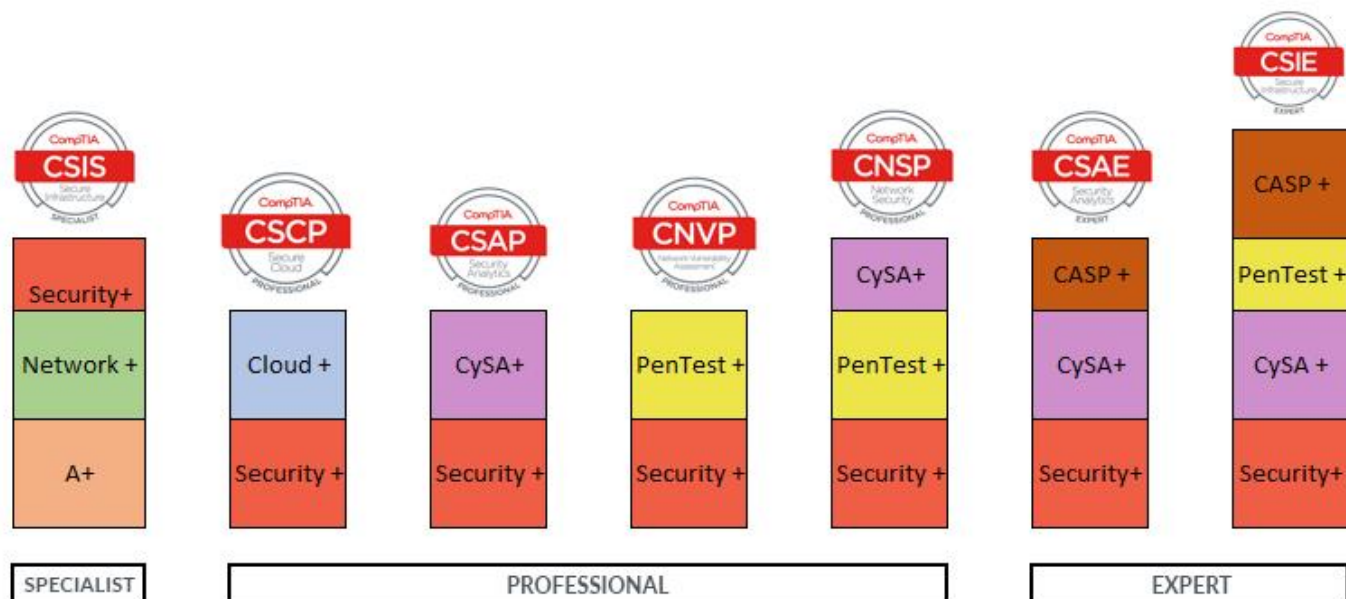 CompTIA
CSIE
Secure
Infrastructure
EXPERT
CompTIA
CSIS
Secure
Infrastructure
SPECIALIST
CompTIA
CNSP
Network
Security
PROFESSIONAL
CompTIA
CSAE
Security
Analytics
EXPERT
CompTIA
CSCP
Secure
Cloud
PROFESSIONAL
CompTIA
CSAP
Security
Analytics
PROFESSIONAL
CompTIA
CNVP
Network Vulnerability
Assessment
PROFESSIONAL
Security+
Network +
A+
Cloud +
Security +
CySA+
Security +
PenTest +
Security +
CySA+
PenTest +
Security +
CASP +
CySA+
Security+
CASP +
PenTest +
CySA +
Security+
SPECIALIST
PROFESSIONAL
EXPERT